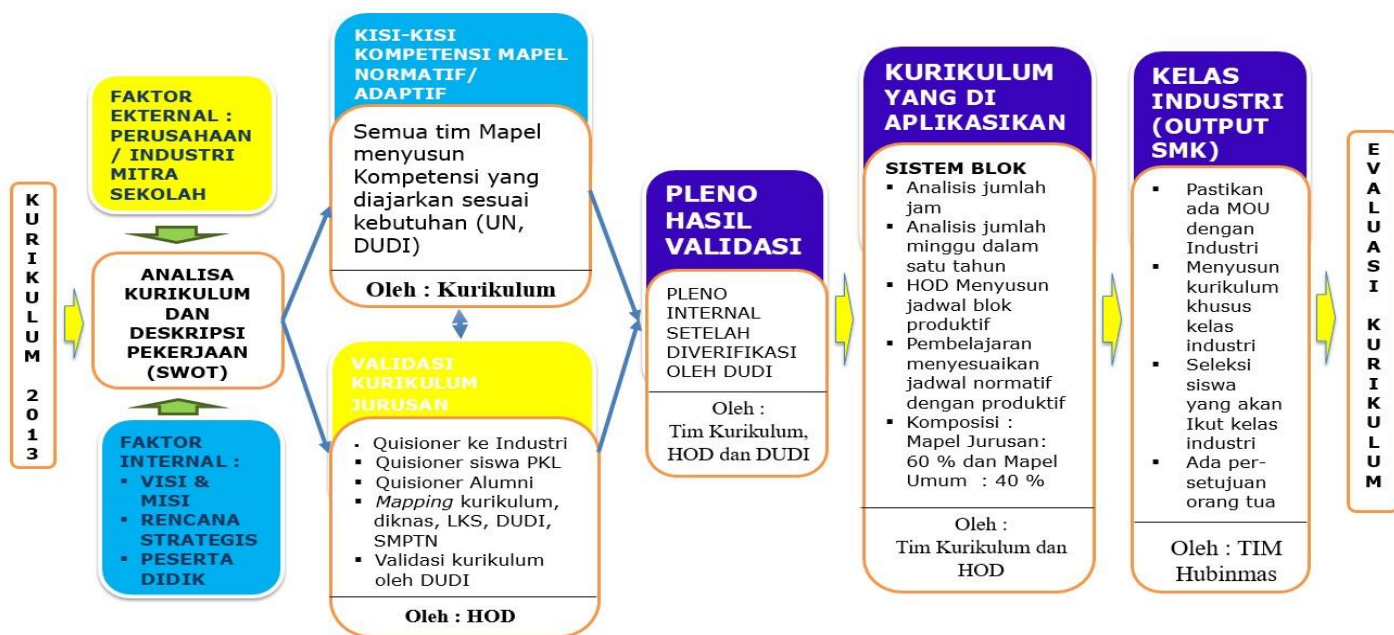 KURIKULUM 2013
FAKTOR
EKTERNAL :
PERUSAHAAN
/ INDUSTRI
MITRA
SEKOLAH
ANALISA
KURIKULUM
DAN
DESKRIPSI
PEKERJAAN
(SWOT)
FAKTOR
INTERNAL :
▪ VISI &
MISI
▪ RENCANA
STRATEGIS
▪ PESERTA
DIDIK
KISI-KISI
KOMPETENSI MAPEL
NORMATIF/
ADAPTIF
Semua tim Mapel
menyusun
Kompetensi yang
diajarkan sesuai
kebutuhan (UN,
DUDI)
Oleh : Kurikulum
VALIDASI
KURIKULUM
JURUSAN
▪ Quisioner ke Industri
▪ Quisioner siswa PKL
▪ Quisioner Alumni
▪ Mapping kurikulum,
diknas, LKS, DUDI,
SMPTN
▪ Validasi kurikulum
oleh DUDI
Oleh : HOD
PLENO
HASIL
VALIDASI
PLENO
INTERNAL
SETELAH
DIVERIFIKASI
OLEH DUDI
Oleh :
Tim Kurikulum,
HOD dan DUDI
KURIKULUM
YANG DI
APLIKASIKAN
SISTEM BLOK
▪ Analisis jumlah
jam
▪ Analisis jumlah
minggu dalam
satu tahun
▪ HOD Menyusun
jadwal blok
produktif
▪ Pembelajaran
menyesuaikan
jadwal normatif
dengan produktif
▪ Komposisi :
Mapel Jurusan:
60 % dan Mapel
Umum : 40 %
Oleh :
Tim Kurikulum dan
HOD
KELAS
INDUSTRI
(OUTPUT
SMK)
▪ Pastikan
ada MOU
dengan
Industri
▪ Menyusun
kurikulum
khusus
kelas
industri
▪ Seleksi
siswa
yang akan
Ikut kelas
industri
▪ Ada per-
setujuan
orang tua
Oleh : TIM
Hubinmas
EVALUASI KURIKULUM